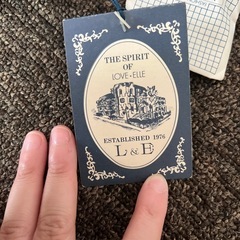 THE SPIRIT
OF
LOVE·ELLE
ESTABLISHED 1976
L&E